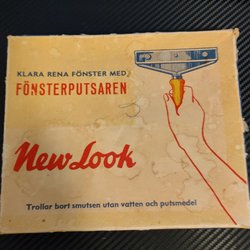 KLARA RENA FÖNSTER MED
FÖNSTERPUTSAREN
New Look
Trollar bort smutsen utan vatten och putsmedel